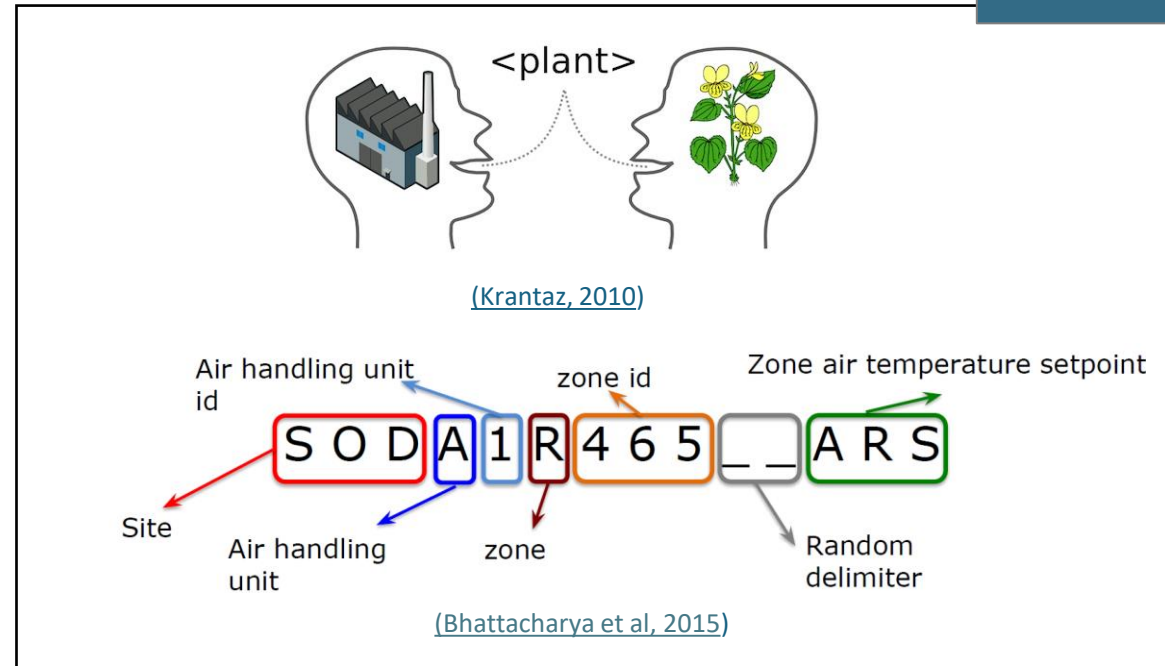 <plant>
(Krantaz, 2010)
Air handling unit
id
zone id
Zone air temperature setpoint
S O D A 1 R 4 6 5 _ _ A R S
Site
Air handling
unit
zone
Random
delimiter
(Bhattacharya et al, 2015)